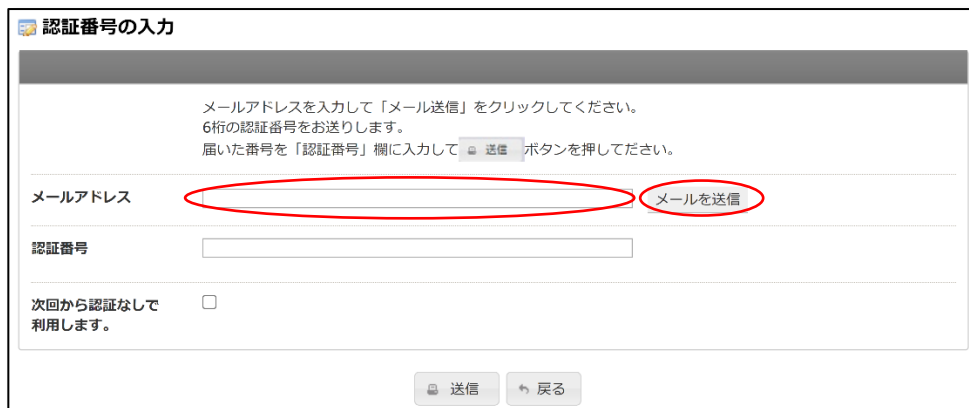 認証番号の入力
メールアドレスを入力して「メール送信」をクリックしてください。
6桁の認証番号をお送りします。
届いた番号を「認証番号」欄に入力して 送信 ボタンを押してださい。
メールアドレス メールを送信
認証番号
次回から認証なしで
利用します。
送信 戻る